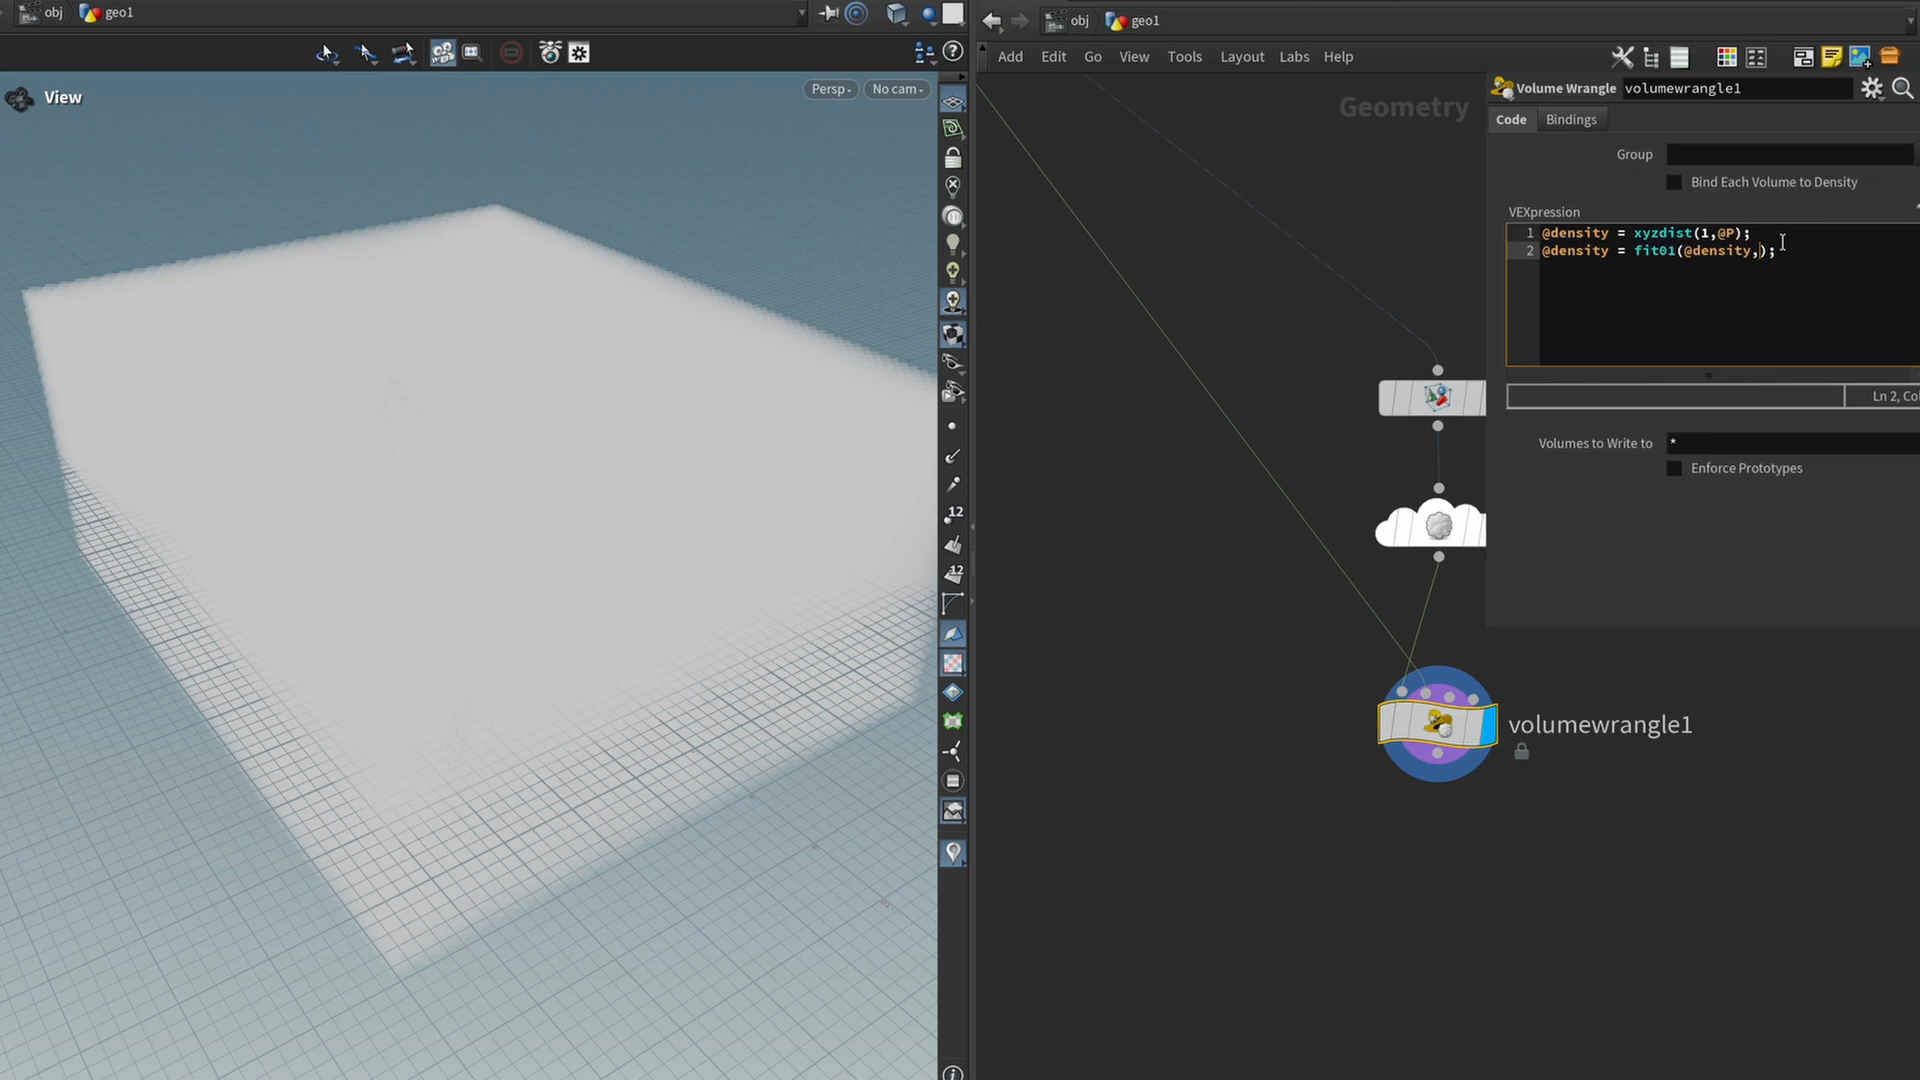 obj geo1
View
Persp
No cam
12
12
obj geo1
Add Edit Go View Tools Layout Labs Help
Geometry
volumewrangle1
Volume Wrangle volumewrangle1
Code Bindings
Group
Bind Each Volume to Density
VEXpression
1 @density = xyzdist(1,@P);
2 @density = fit01(@density,);
Ln 2, Co
Volumes to Write to *
Enforce Prototypes